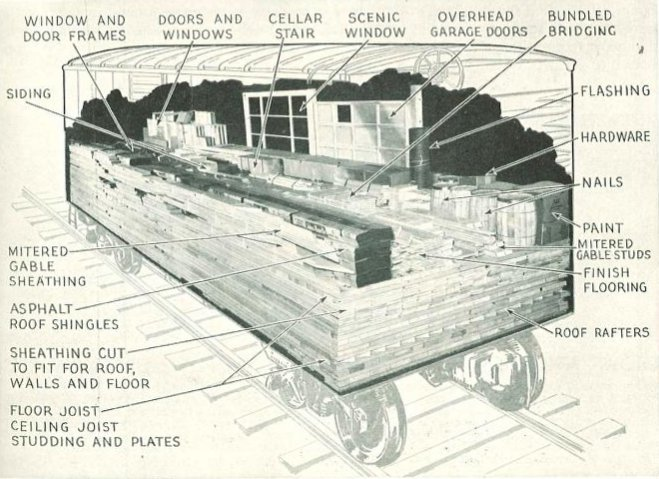 WINDOW AND
DOOR FRAMES
DOORS AND
WINDOWS
CELLAR
STAIR
SCENIC
WINDOW
OVERHEAD
GARAGE DOORS
BUNDLED
BRIDGING
SIDING
FLASHING
HARDWARE
NAILS
PAINT
MITERED
GABLE STUDS
FINISH
FLOORING
ROOF RAFTERS
MITERED
GABLE
SHEATHING
ASPHALT
ROOF SHINGLES
SHEATHING CUT
TO FIT FOR ROOF,
WALLS AND FLOOR
FLOOR JOIST
CEILING JOIST
STUDDING AND PLATES